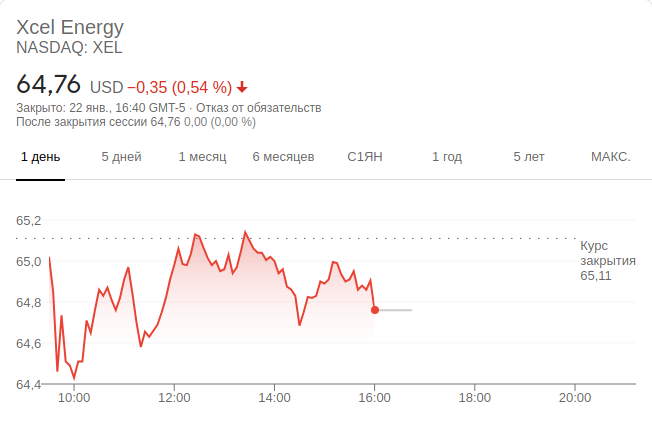 Xcel Energy
NASDAQ: XEL
64,76 USD −0,35 (0,54 %)
Закрыто: 22 янв., 16:40 GMT-5 · Отказ от обязательств
После закрытия сессии 64,76 0,00 (0,00 %)
1 день 5 дней 1 месяц 6 месяцев С1ЯН 1 год 5 лет МАКС.
65,2
65,0
64,8
64,6
64,4
Курс
закрытия
65,11
10:00 12:00 14:00 16:00 18:00 20:00